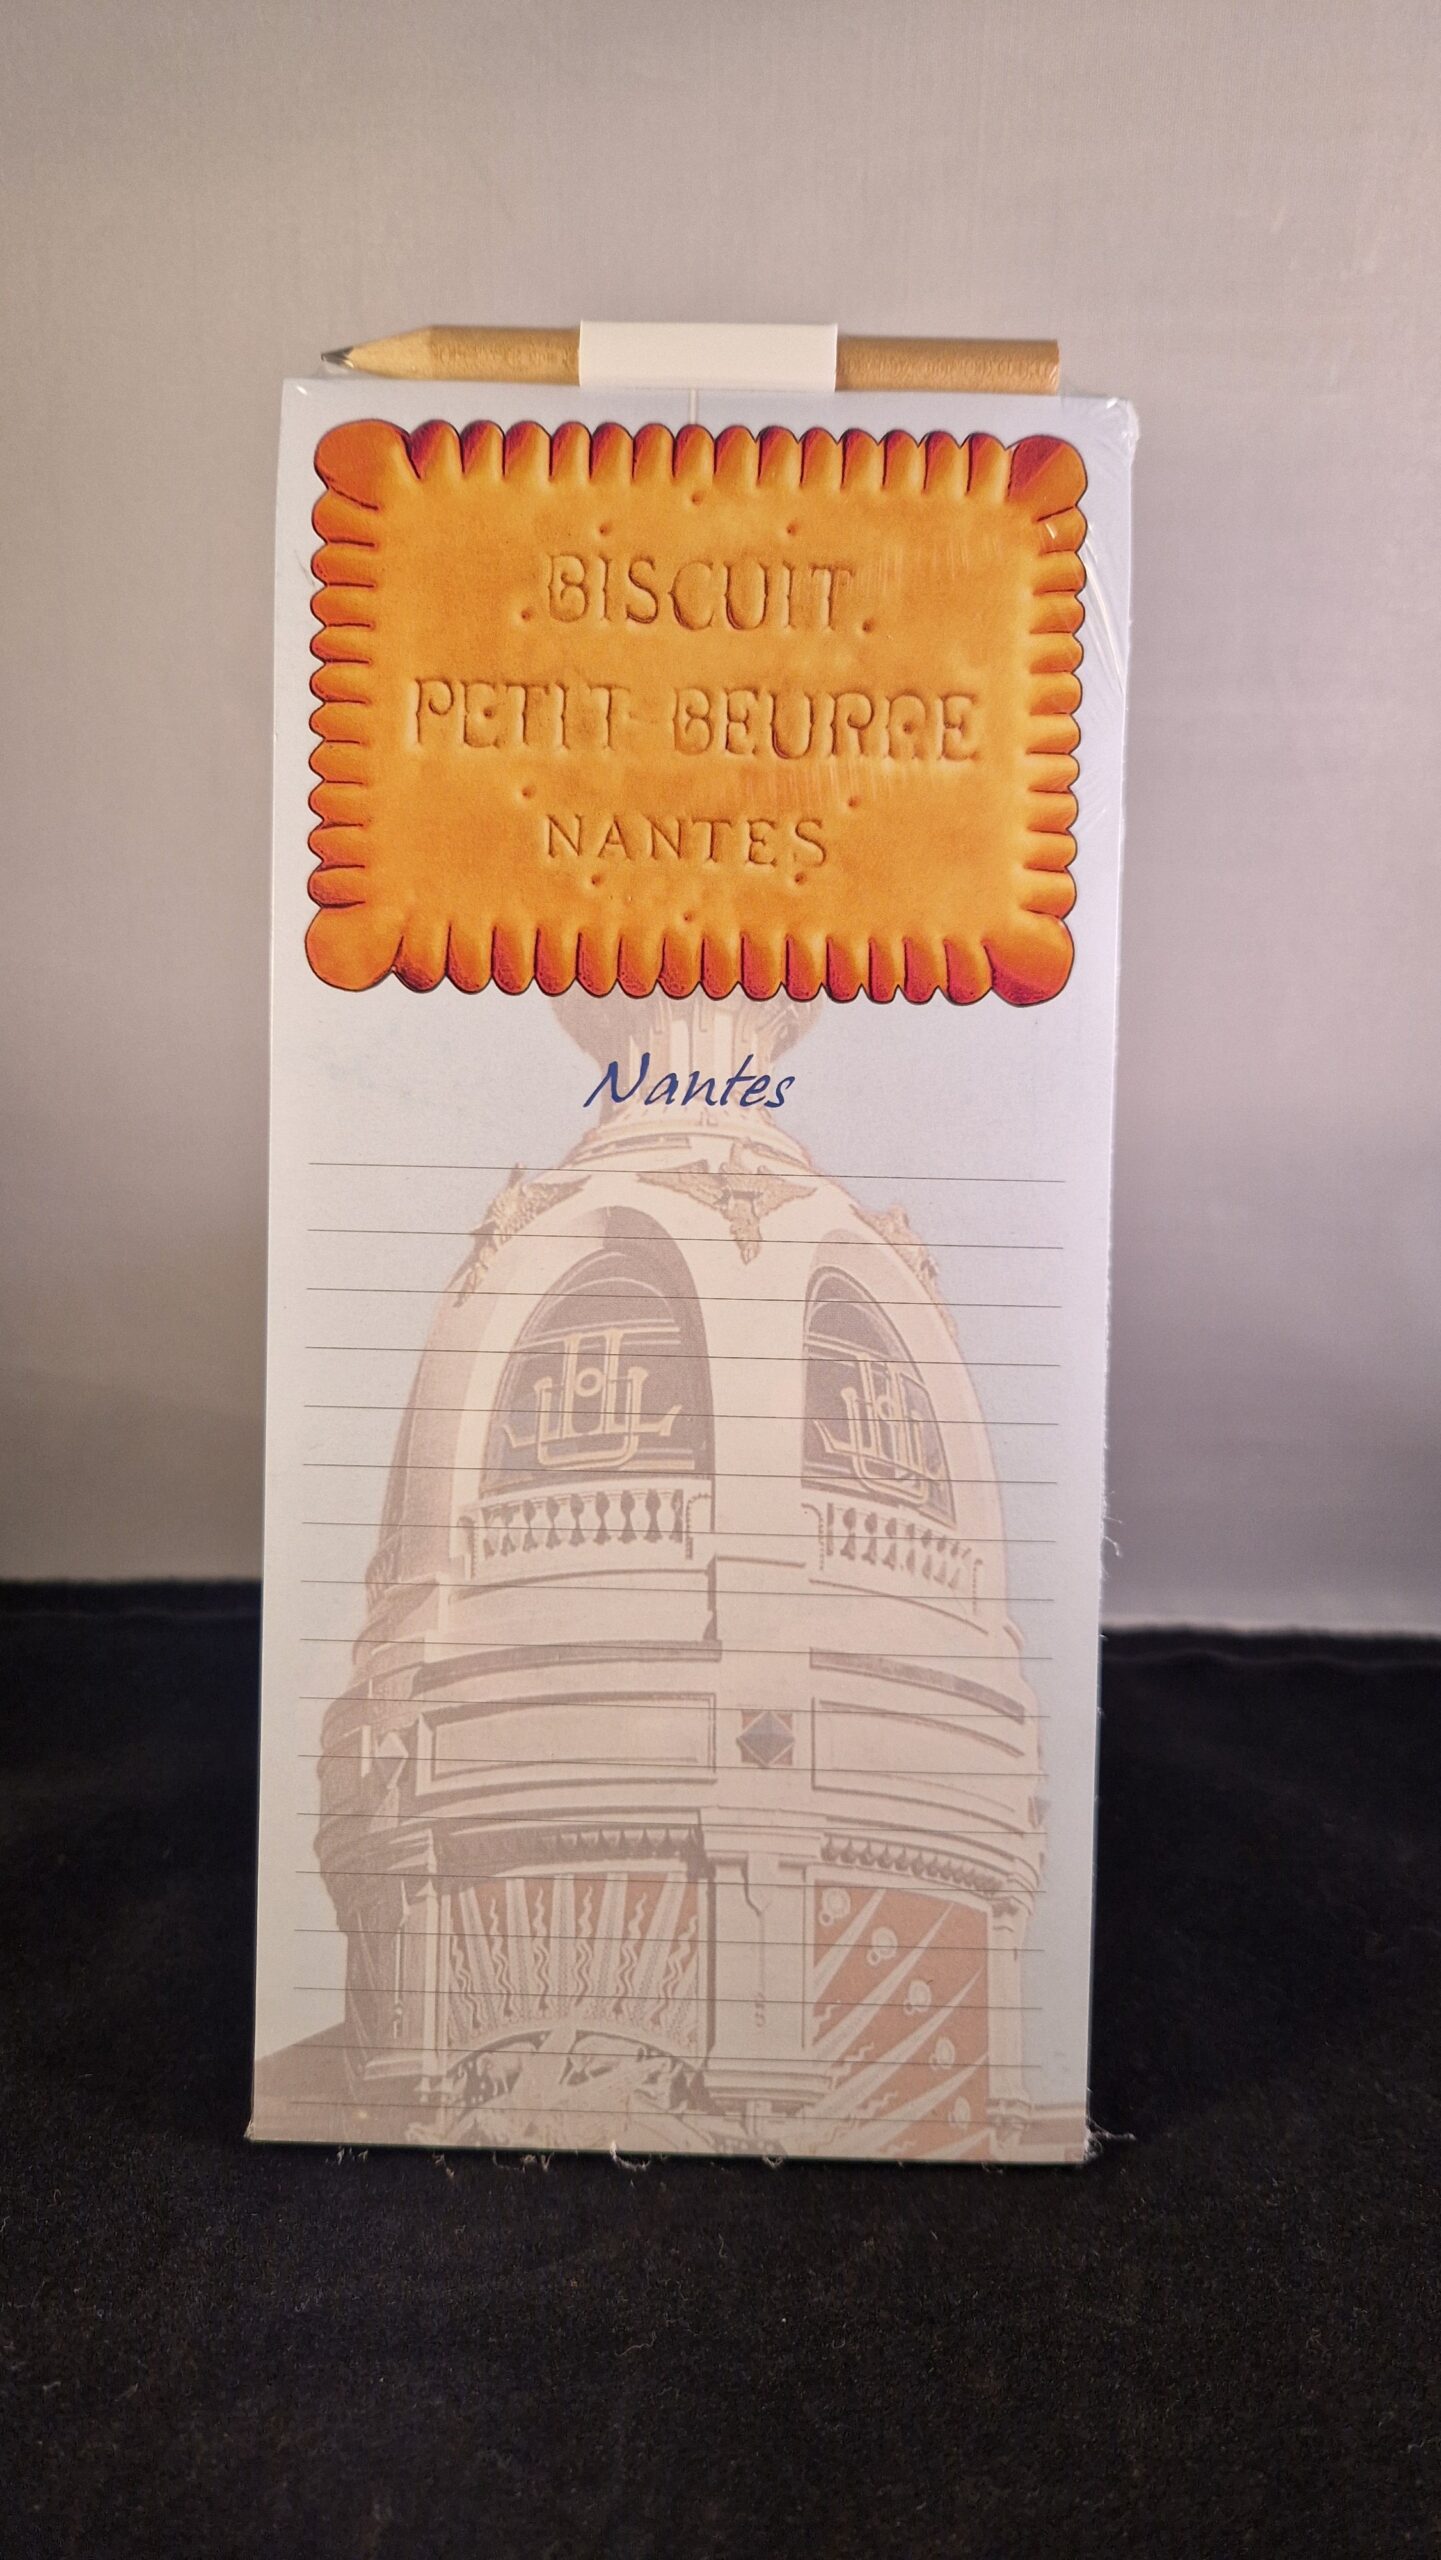 BISCUIT
PETIT BEURRE
NANTES
Nantes